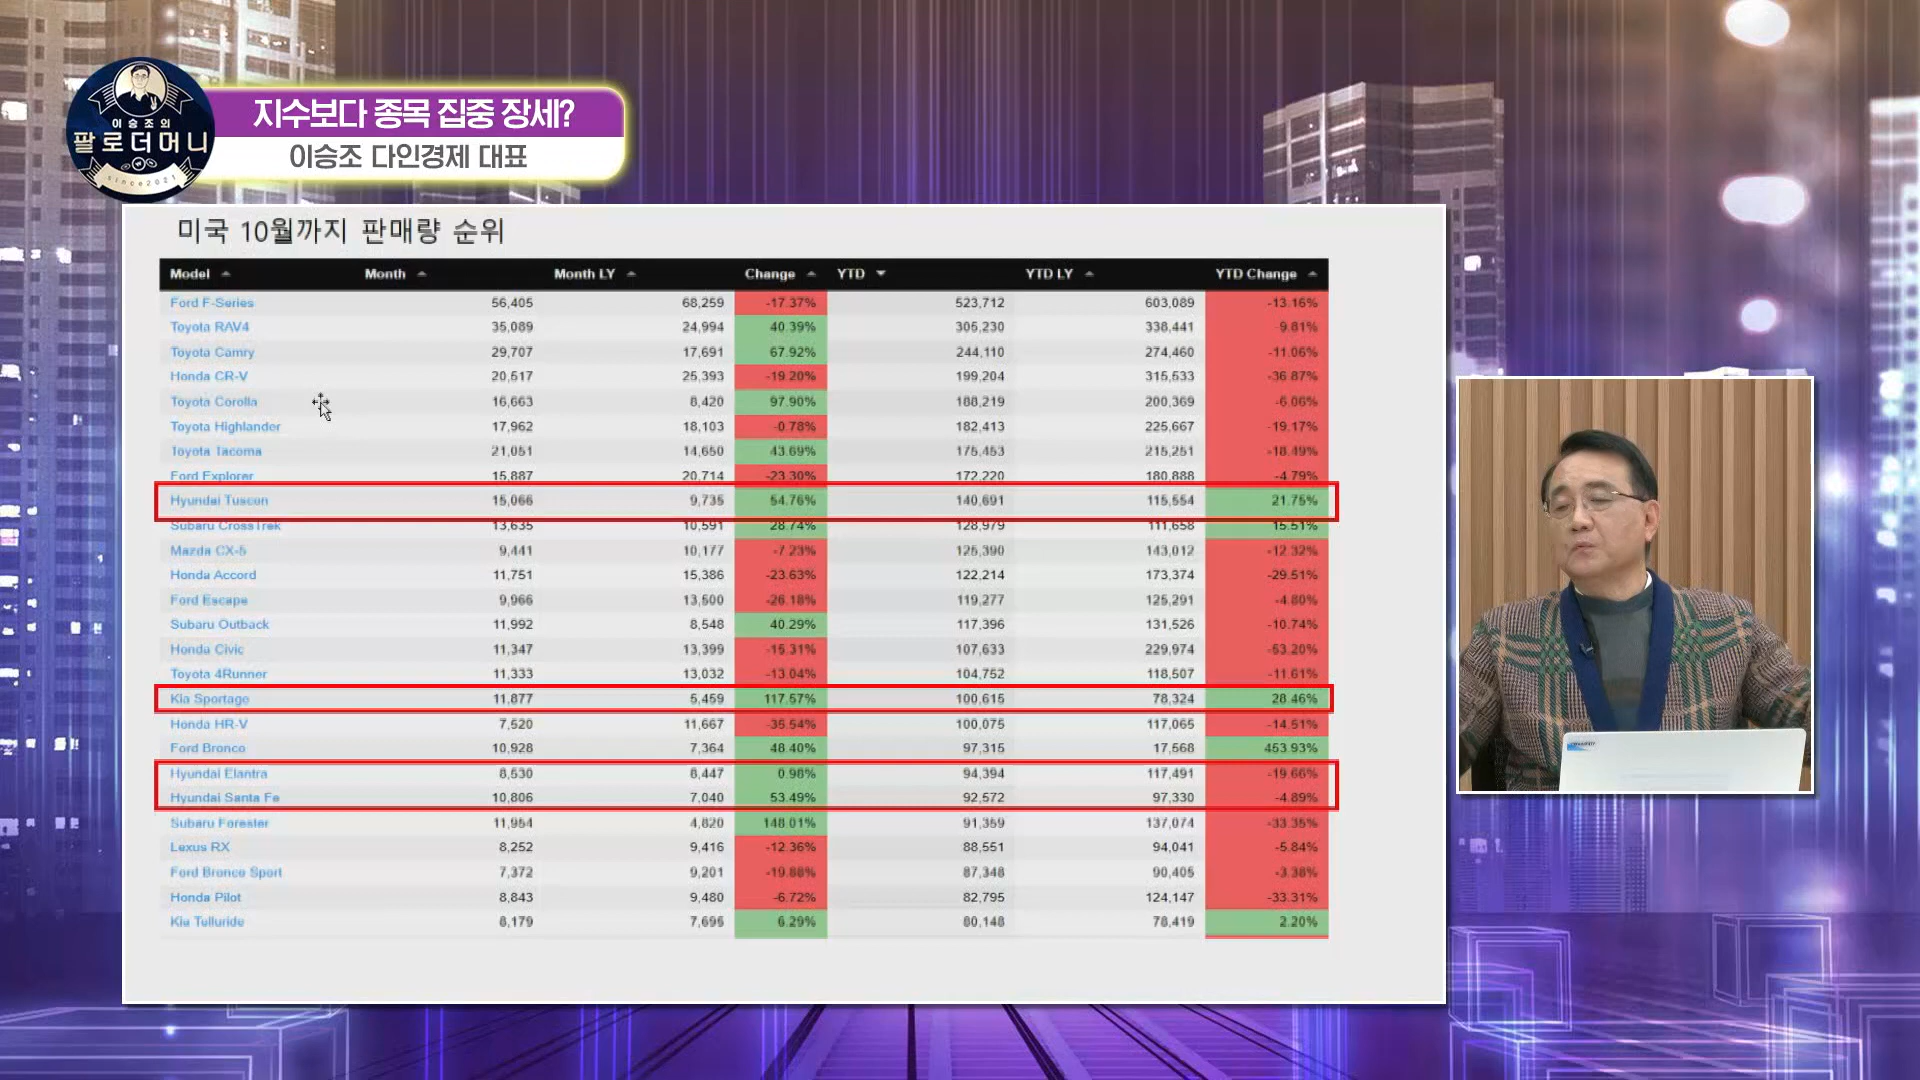 이승조의
팔로더머니
since2021
지수보다 종목 집중 장세?
이승조 다인경제 대표
미국 10월까지 판매량 순위
Model Month Month LY Change YTD YTD LY YTD Change
Ford F-Series 56,405 68,259 -17.37% 523,712 603,089 -13.16%
Toyota RAV4 35,089 24,994 40.39% 305,230 338,441 -9.81%
Toyota Camry 29,707 17,691 67.92% 244,110 274,460 -11.06%
Honda CR-V 20,517 25,393 -19.20% 199,204 315,533 -36.87%
Toyota Corolla 16,663 8,420 97.90% 188,219 200,369 -6.06%
Toyota Highlander 17,962 18,103 -0.78% 182,413 225,667 -19.17%
Toyota Tacoma 21,051 14,650 43.69% 175,453 215,251 -18.49%
Ford Explorer 15,887 20,714 -23.30% 172,220 180,888 -4.79%
Hyundai Tuscon 15,066 9,735 54.76% 140,691 115,554 21.75%
Subaru CrossTrek 13,635 10,591 28.74% 128,979 111,658 15.51%
Mazda CX-5 9,441 10,177 -7.23% 125,390 143,012 -12.32%
Honda Accord 11,751 15,386 -23.63% 122,214 173,374 -29.51%
Ford Escape 9,966 13,500 -26.18% 119,277 125,291 -4.80%
Subaru Outback 11,992 8,548 40.29% 117,396 131,526 -10.74%
Honda Civic 11,347 13,399 -15.31% 107,633 229,974 -53.20%
Toyota 4Runner 11,333 13,032 -13.04% 104,752 118,507 -11.61%
Kia Sportage 11,877 5,459 117.57% 100,615 78,324 28.46%
Honda HR-V 7,520 11,667 -35.54% 100,075 117,065 -14.51%
Ford Bronco 10,928 7,364 48.40% 97,315 17,568 453.93%
Hyundai Elantra 8,530 8,447 0.98% 94,394 117,491 -19.66%
Hyundai Santa Fe 10,806 7,040 53.49% 92,572 97,330 -4.89%
Subaru Forester 11,954 4,820 148.01% 91,359 137,074 -33.35%
Lexus RX 8,252 9,416 -12.36% 88,551 94,041 -5.84%
Ford Bronco Sport 7,372 9,201 -19.88% 87,348 90,405 -3.38%
Honda Pilot 8,843 9,480 -6.72% 82,795 124,147 -33.31%
Kia Telluride 8,179 7,695 6.29% 80,148 78,419 2.20%